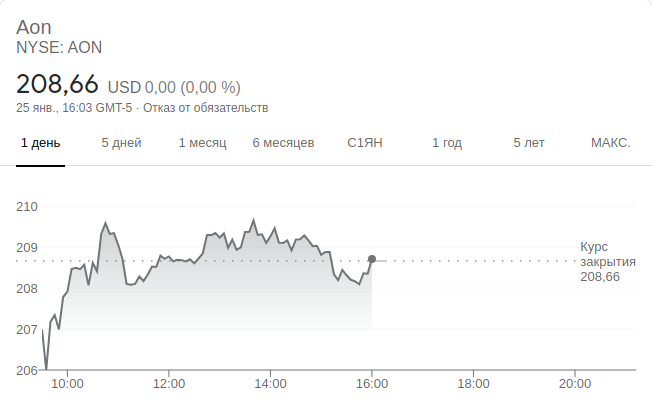 Aon
NYSE: AON
208,66 USD 0,00 (0,00 %)
25 янв., 16:03 GMT-5 · Отказ от обязательств
1 день 5 дней 1 месяц 6 месяцев С1ЯН 1 год 5 лет МАКС.
210
209
208
207
206
Курс
закрытия
208,66
10:00 12:00 14:00 16:00 18:00 20:00